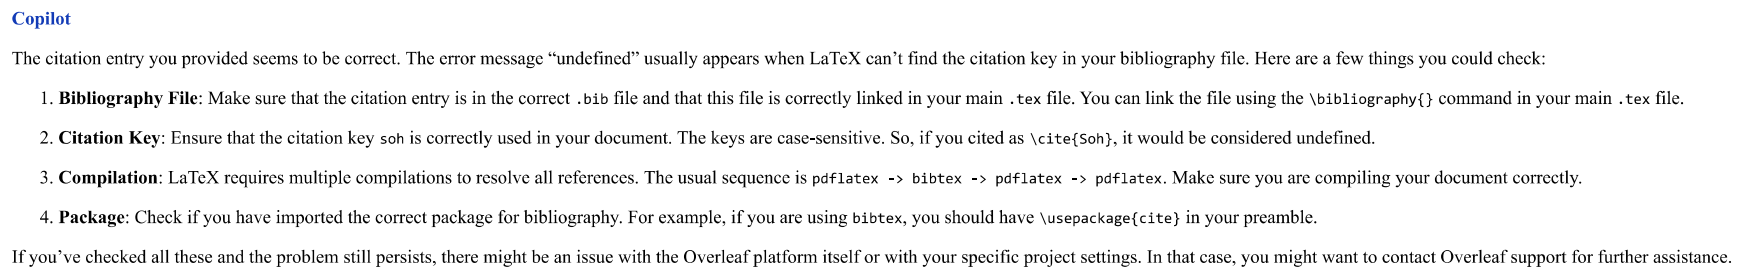 Copilot
The citation entry you provided seems to be correct. The error message “undefined” usually appears when LaTeX can’t find the citation key in your bibliography file. Here are a few things you could check:
1. Bibliography File: Make sure that the citation entry is in the correct .bib file and that this file is correctly linked in your main .tex file. You can link the file using the \bibliography{} command in your main .tex file.
2. Citation Key: Ensure that the citation key soh is correctly used in your document. The keys are case-sensitive. So, if you cited as \cite{Soh}, it would be considered undefined.
3. Compilation: LaTeX requires multiple compilations to resolve all references. The usual sequence is pdflatex -> bibtex -> pdflatex -> pdflatex. Make sure you are compiling your document correctly.
4. Package: Check if you have imported the correct package for bibliography. For example, if you are using bibtex, you should have \usepackage{cite} in your preamble.
If you’ve checked all these and the problem still persists, there might be an issue with the Overleaf platform itself or with your specific project settings. In that case, you might want to contact Overleaf support for further assistance.